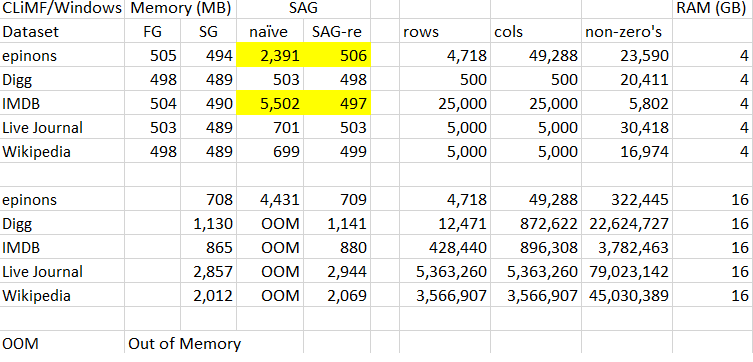 CLiMF/Windows Memory (MB) SAG RAM (GB)
Dataset FG SG naïve SAG-re rows cols non-zero's
epinons 505 494 2,391 506 4,718 49,288 23,590 4
Digg 498 489 503 498 500 500 20,411 4
IMDB 504 490 5,502 497 25,000 25,000 5,802 4
Live Journal 503 489 701 503 5,000 5,000 30,418 4
Wikipedia 498 489 699 499 5,000 5,000 16,974 4
epinons 708 4,431 709 4,718 49,288 322,445 16
Digg 1,130 OOM 1,141 12,471 872,622 22,624,727 16
IMDB 865 OOM 880 428,440 896,308 3,782,463 16
Live Journal 2,857 OOM 2,944 5,363,260 5,363,260 79,023,142 16
Wikipedia 2,012 OOM 2,069 3,566,907 3,566,907 45,030,389 16
OOM Out of Memory